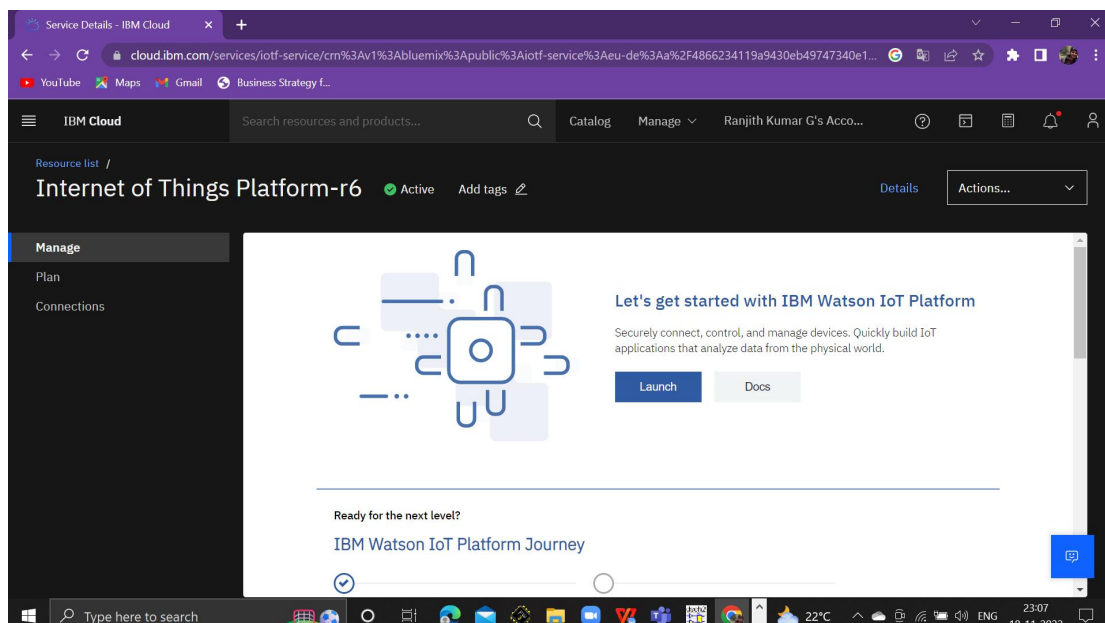 Service Details - IBM Cloud
cloud.ibm.com/services/iotf-service/crn%3Av1%3Abluemix%3Apublic%3Aiotf-service%3Aeu-de%3Aa%2F4866234119a9430eb49747340e1...
YouTube Maps Gmail Business Strategy f...
IBM Cloud Search resources and products... Catalog Manage Ranjith Kumar G's Acco...
Resource list /
Internet of Things Platform-r6 Active Add tags Details Actions...
Manage
Plan
Connections
Let's get started with IBM Watson IoT Platform
Securely connect, control, and manage devices. Quickly build IoT
applications that analyze data from the physical world.
Launch Docs
Ready for the next level?
IBM Watson IoT Platform Journey
Type here to search 22°C ENG 23:07